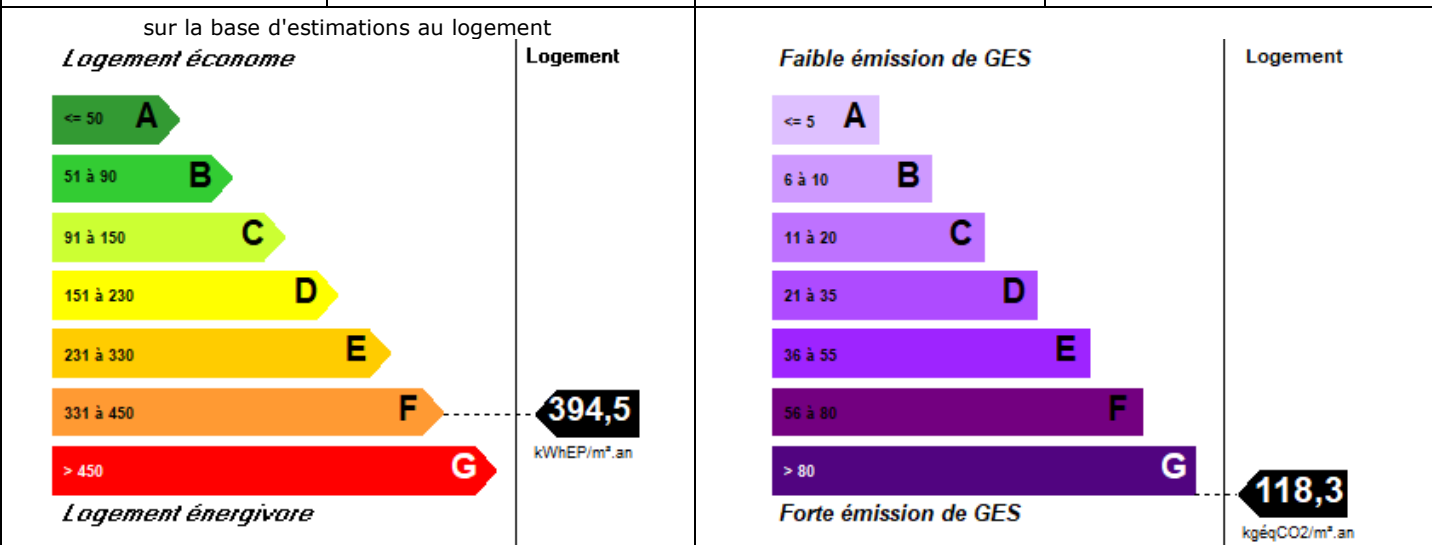 sur la base d'estimations au logement
Logement économe
Logement
<= 50 A
51 à 90 B
91 à 150 C
151 à 230 D
231 à 330 E
331 à 450 F
394,5
kWhEP/m².an
> 450 G
Logement énergivore
Faible émission de GES
Logement
<= 5 A
6 à 10 B
11 à 20 C
21 à 35 D
36 à 55 E
56 à 80 F
> 80 G
118,3
kgéqCO2/m².an
Forte émission de GES